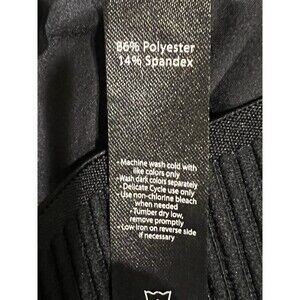 86% Polyester
14% Spandex
- Machine wash cold with
like colors only
- Wash dark colors separately
- Delicate Cycle use only
- Use non-chlorine bleach
when needed
- Tumber dry low,
remove promptly
- Low iron on reverse side
if necessary